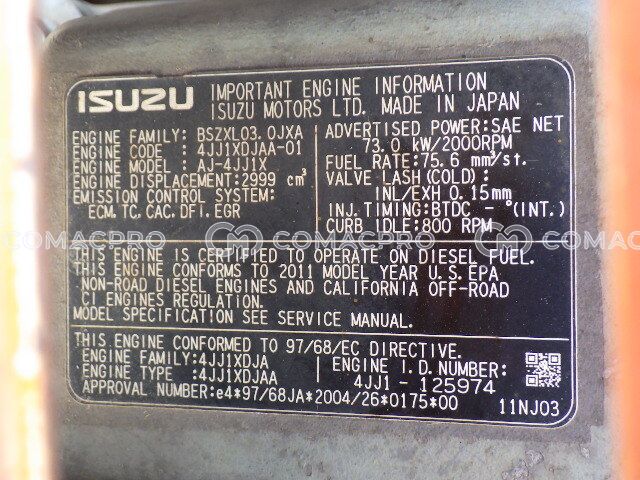 ISUZU
IMPORTANT ENGINE INFORMATION
ISUZU MOTORS LTD. MADE IN JAPAN
ENGINE FAMILY: BSZXL03.0JXA
ENGINE CODE : 4JJ1XDJAA-01
ENGINE MODEL: AJ-4JJ1X
ENGINE DISPLACEMENT: 2999 cm³
EMISSION CONTROL SYSTEM:
ECM. TC. CAC. DFI. EGR
ADVERTISED POWER:SAE NET
73.0 kW/2000RPM
FUEL RATE:75.6 mm³/st.
VALVE LASH (COLD):
INL/EXH 0.15mm
INJ. TIMING:BTDC -°(INT.)
CURB IDLE:800 RPM
COMACPRO COMACPRO COMACPRO
THIS ENGINE IS CERTIFIED TO OPERATE ON DIESEL FUEL.
THIS ENGINE CONFORMS TO 2011 MODEL YEAR U.S.EPA
NON-ROAD DIESEL ENGINES AND CALIFORNIA OFF-ROAD
CI ENGINES REGULATION.
MODEL SPECIFICATION SEE SERVICE MANUAL.
THIS ENGINE CONFORMED TO 97/68/EC DIRECTIVE.
ENGINE FAMILY:4JJ1XDJA
ENGINE TYPE :4JJ1XDJAA
ENGINE I.D. NUMBER:
4JJ1 - 125974
APPROVAL NUMBER:e4*97/68JA*2004/26*0175*00
11NJ03